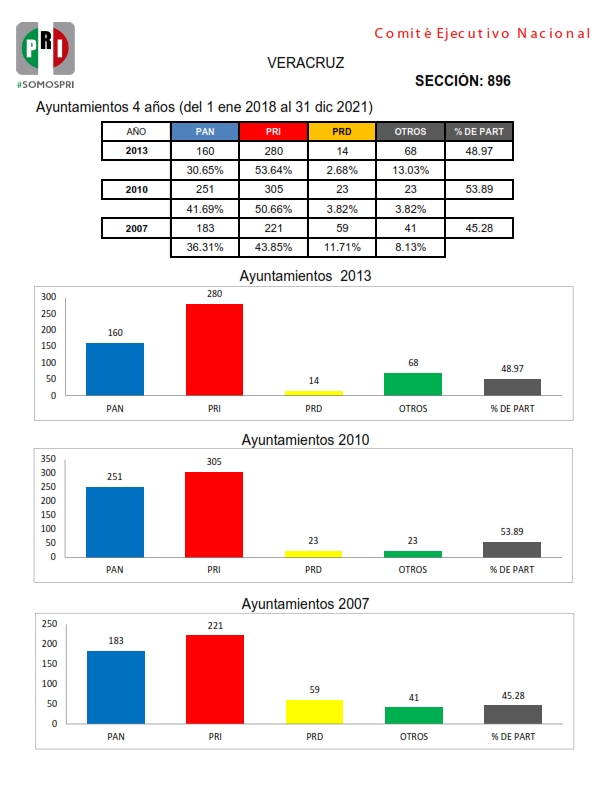 Comité Ejecutivo Nacional
PRI
#SOMOSPRI
VERACRUZ
SECCIÓN: 896
Ayuntamientos 4 años (del 1 ene 2018 al 31 dic 2021)
AÑO PAN PRI PRD OTROS % DE PART
2013 160 280 14 68 48.97
30.65% 53.64% 2.68% 13.03%
2010 251 305 23 23 53.89
41.69% 50.66% 3.82% 3.82%
2007 183 221 59 41 45.28
36.31% 43.85% 11.71% 8.13%
Ayuntamientos 2013
300
250
200
150
100
50
0
160 280 14 68 48.97
PAN PRI PRD OTROS % DE PART
Ayuntamientos 2010
350
300
250
200
150
100
50
0
251 305 23 23 53.89
PAN PRI PRD OTROS % DE PART
Ayuntamientos 2007
250
200
150
100
50
0
183 221 59 41 45.28
PAN PRI PRD OTROS % DE PART